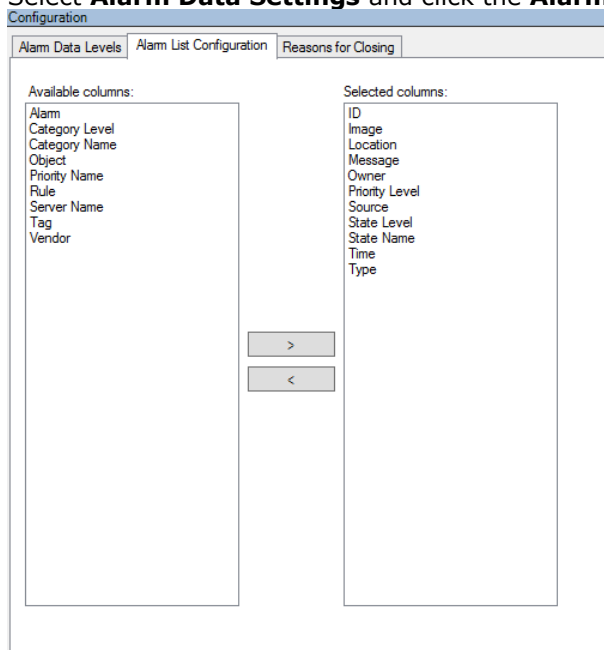 Select Alarm Data Settings and click the Alarm
Configuration
Alarm Data Levels Alarm List Configuration Reasons for Closing
Available columns:
Alarm
Category Level
Category Name
Object
Priority Name
Rule
Server Name
Tag
Vendor
>
<
Selected columns:
ID
Image
Location
Message
Owner
Priority Level
Source
State Level
State Name
Time
Type